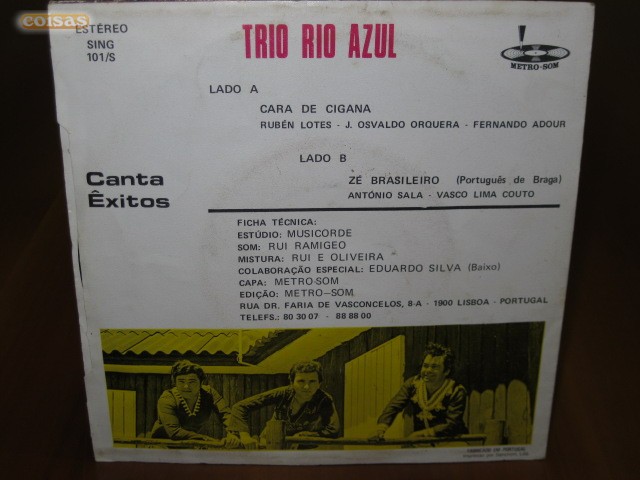 coisas
ESTÉREO
SING
101/S
TRIO RIO AZUL
METRO-SOM
LADO A
CARA DE CIGANA
RUBÉN LOTES - J. OSVALDO ORQUERA - FERNANDO ADOUR
LADO B
ZÉ BRASILEIRO (Português de Braga)
ANTÓNIO SALA - VASCO LIMA COUTO
Canta
Êxitos
FICHA TÉCNICA:
ESTÚDIO: MUSICORDE
SOM: RUI RAMIGEO
MISTURA: RUI E OLIVEIRA
COLABORAÇÃO ESPECIAL: EDUARDO SILVA (Baixo)
CAPA: METRO-SOM
EDIÇÃO: METRO-SOM
RUA DR. FARIA DE VASCONCELOS, 8-A - 1900 LISBOA - PORTUGAL
TELEFS.: 80 30 07 - 88 88 00
FABRICADO EM PORTUGAL